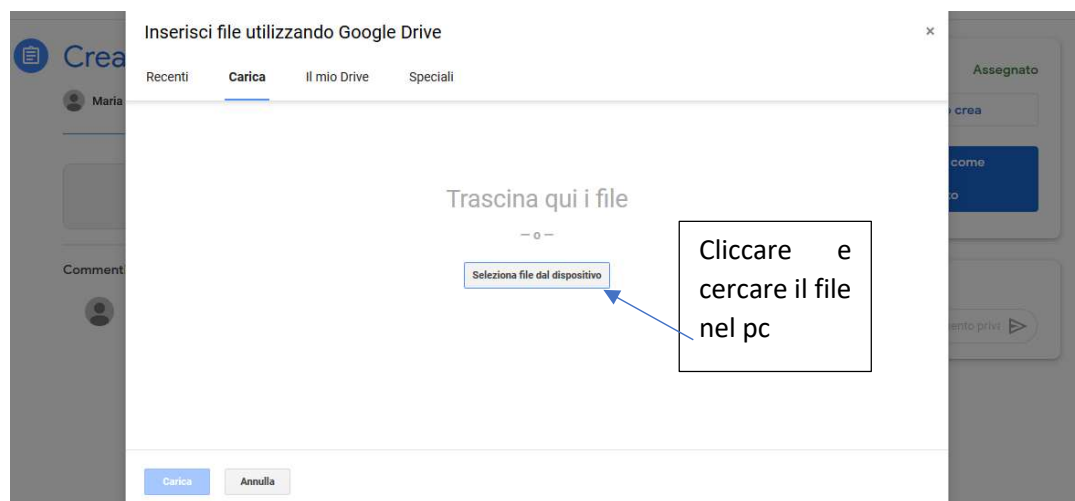 Inserisci file utilizzando Google Drive
×
Recenti Carica Il mio Drive Speciali
Crea
Maria
Assegnato
crea
come
Trascina qui i file
— o —
Seleziona file dal dispositivo
Cliccare e
cercare il file
nel pc
Comment
Carica Annulla